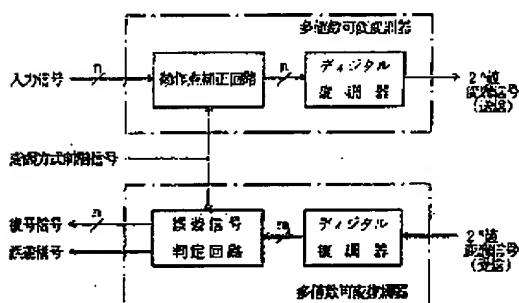 多値数可変変調器
入力信号
n
動作点補正回路
n
ディジタル
変調器
2ⁿ値
変調信号
(送信)
変調方式制御信号
復号信号
n
誤差信号
誤差信号
判定回路
m
ディジタル
復調器
2ⁿ値
変調信号
(受信)
多値数可変復調器